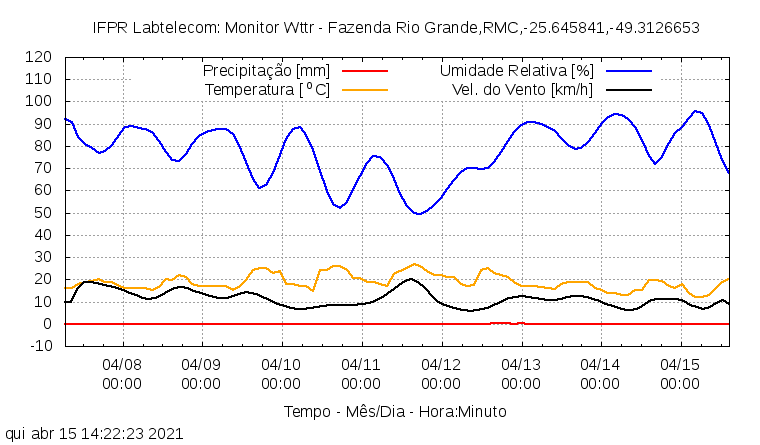 IFPR Labtelecom: Monitor Wttr - Fazenda Rio Grande,RMC,-25.645841,-49.3126653
120
110
100
90
80
70
60
50
40
30
20
10
0
-10
Precipitação [mm]
Temperatura [⁰C]
Umidade Relativa [%]
Vel. do Vento [km/h]
04/08 04/09 04/10 04/11 04/12 04/13 04/14 04/15
00:00 00:00 00:00 00:00 00:00 00:00 00:00 00:00
Tempo - Mês/Dia - Hora:Minuto
qui abr 15 14:22:23 2021